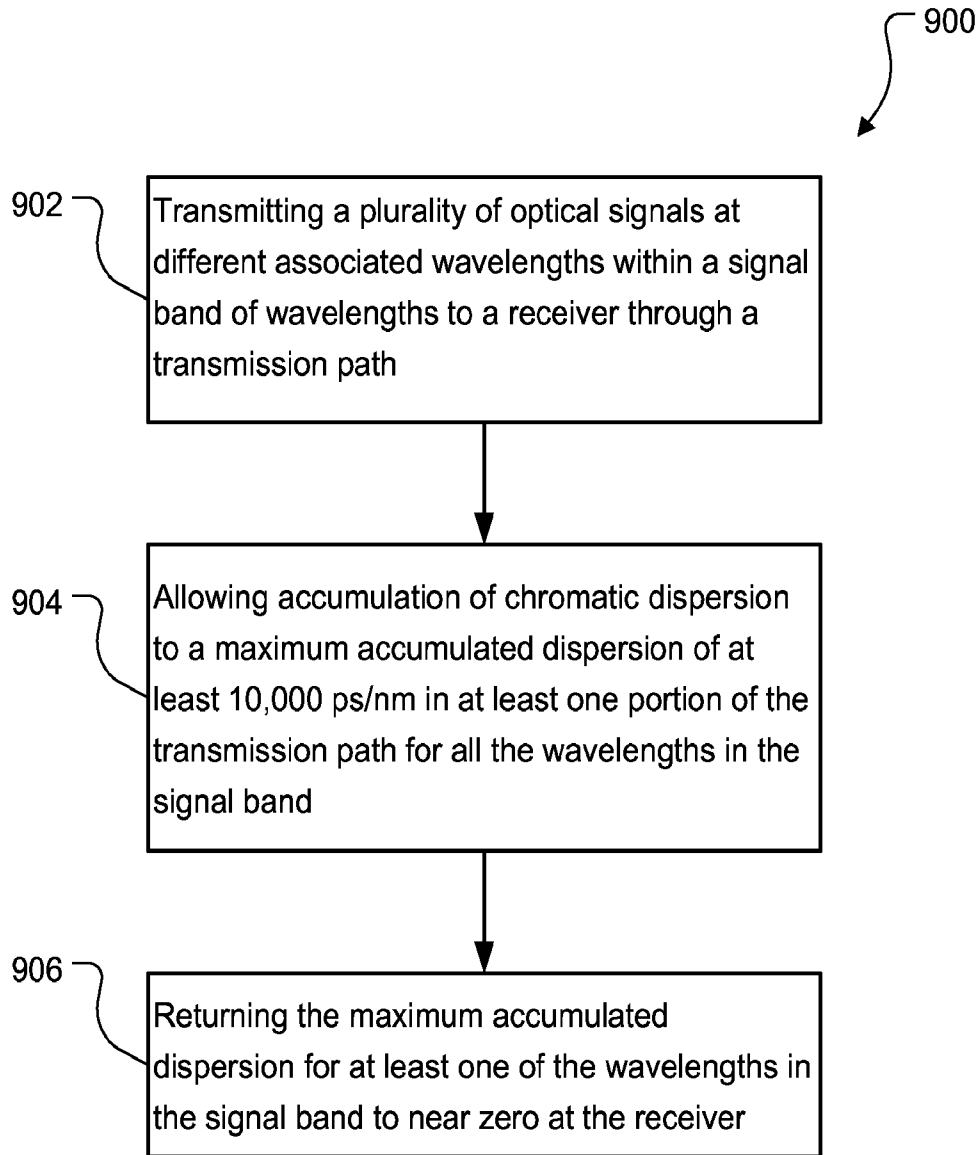 900
902
Transmitting a plurality of optical signals at
different associated wavelengths within a signal
band of wavelengths to a receiver through a
transmission path
904
Allowing accumulation of chromatic dispersion
to a maximum accumulated dispersion of at
least 10,000 ps/nm in at least one portion of the
transmission path for all the wavelengths in the
signal band
906
Returning the maximum accumulated
dispersion for at least one of the wavelengths in
the signal band to near zero at the receiver